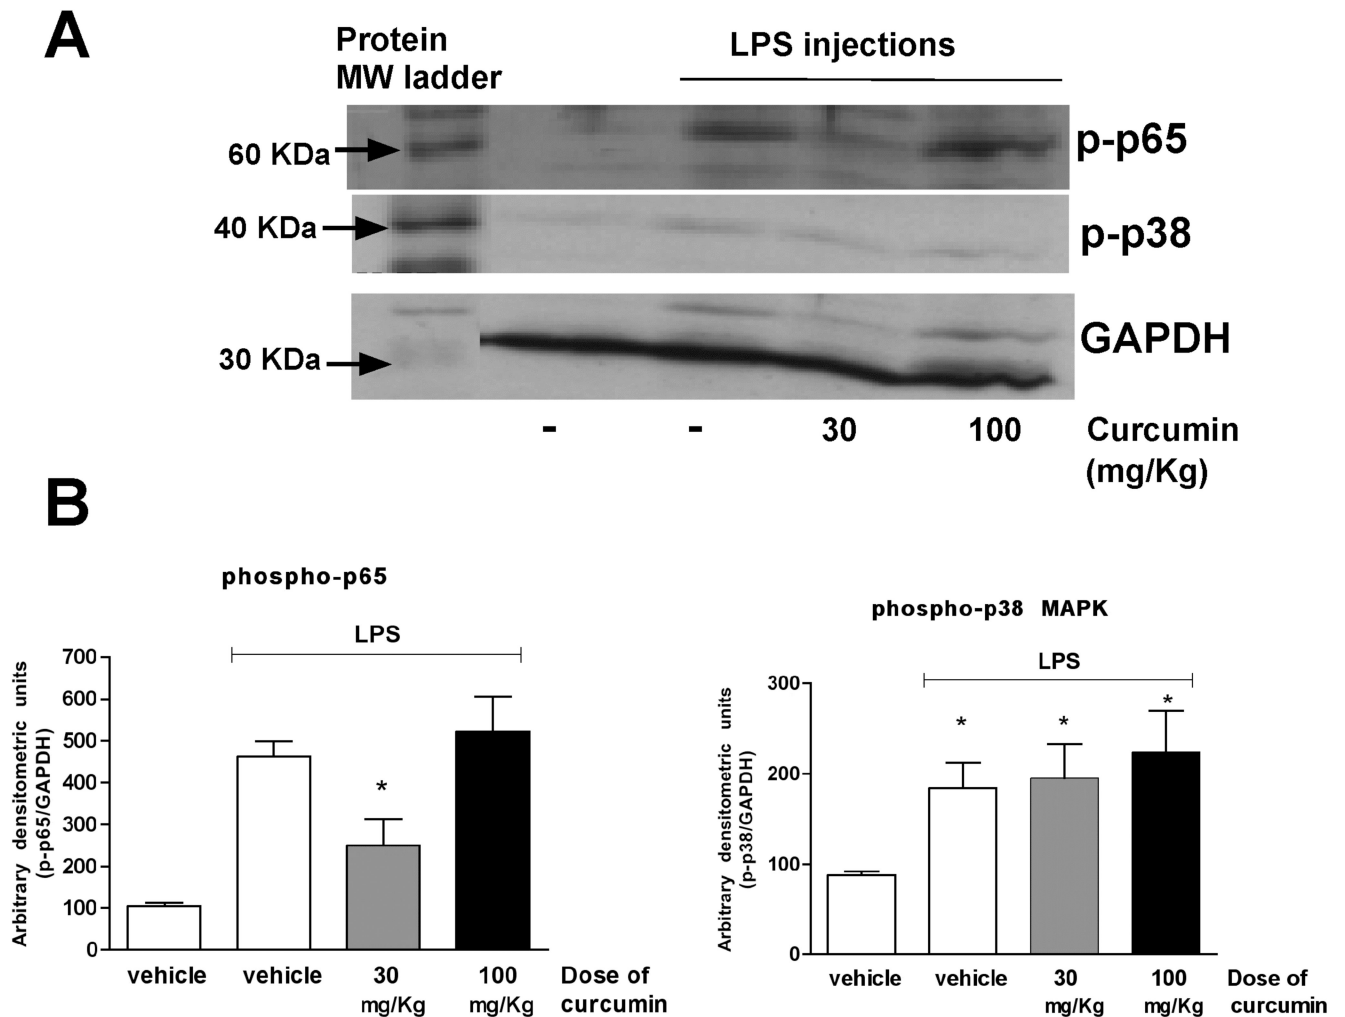 A
Protein
MW ladder
LPS injections
60 KDa
p-p65
40 KDa
p-p38
30 KDa
GAPDH
- - 30 100 Curcumin
(mg/Kg)
B
phospho-p65
LPS
Arbitrary densitometric units
(p-p65/GAPDH)
700
600
500
400
300
200
100
0
*
vehicle vehicle 30 100 Dose of
mg/Kg mg/Kg curcumin
phospho-p38 MAPK
LPS
Arbitrary densitometric units
(p-p38/GAPDH)
300
200
100
0
* * *
vehicle vehicle 30 100 Dose of
mg/Kg mg/Kg curcumin